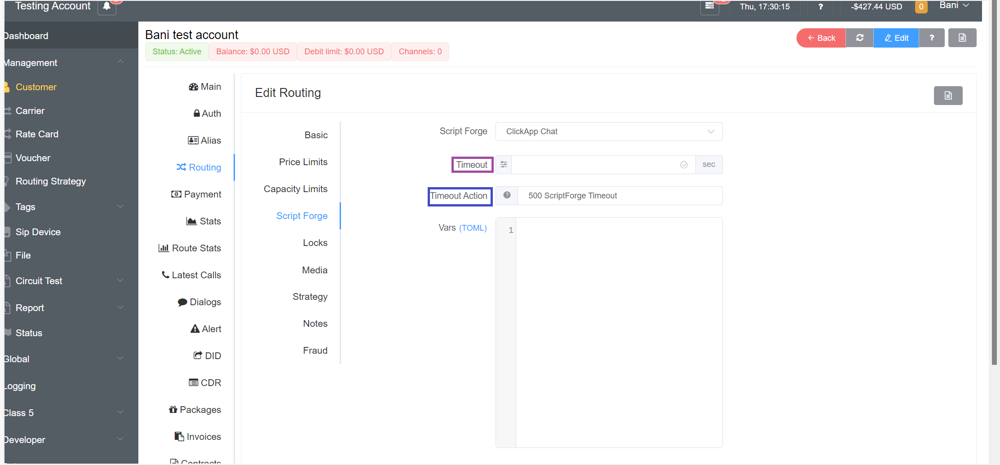 Testing Account
Thu, 17:30:15
?
-$427.44 USD
0
Bani
Dashboard
Management
Customer
Carrier
Rate Card
Voucher
Routing Strategy
Tags
Sip Device
File
Circuit Test
Report
Status
Global
Logging
Class 5
Developer
Bani test account
Status: Active
Balance: $0.00 USD
Debit limit: $0.00 USD
Channels: 0
Back
Edit
?
Main
Auth
Alias
Routing
Payment
Stats
Route Stats
Latest Calls
Dialogs
Alert
DID
CDR
Packages
Invoices
Contracts
Edit Routing
Basic
Price Limits
Capacity Limits
Script Forge
Locks
Media
Strategy
Notes
Fraud
Script Forge
ClickApp Chat
Timeout
sec
Timeout Action
?
500 ScriptForge Timeout
Vars (TOML)
1